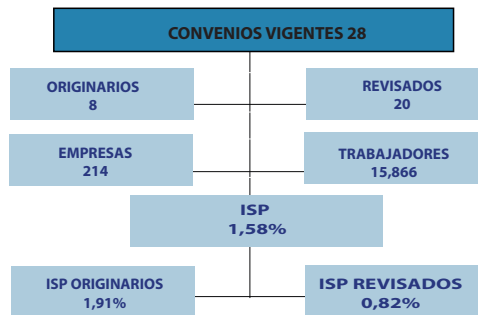 CONVENIOS VIGENTES 28
ORIGINARIOS
8
REVISADOS
20
EMPRESAS
214
TRABAJADORES
15,866
ISP
1,58%
ISP ORIGINARIOS
1,91%
ISP REVISADOS
0,82%